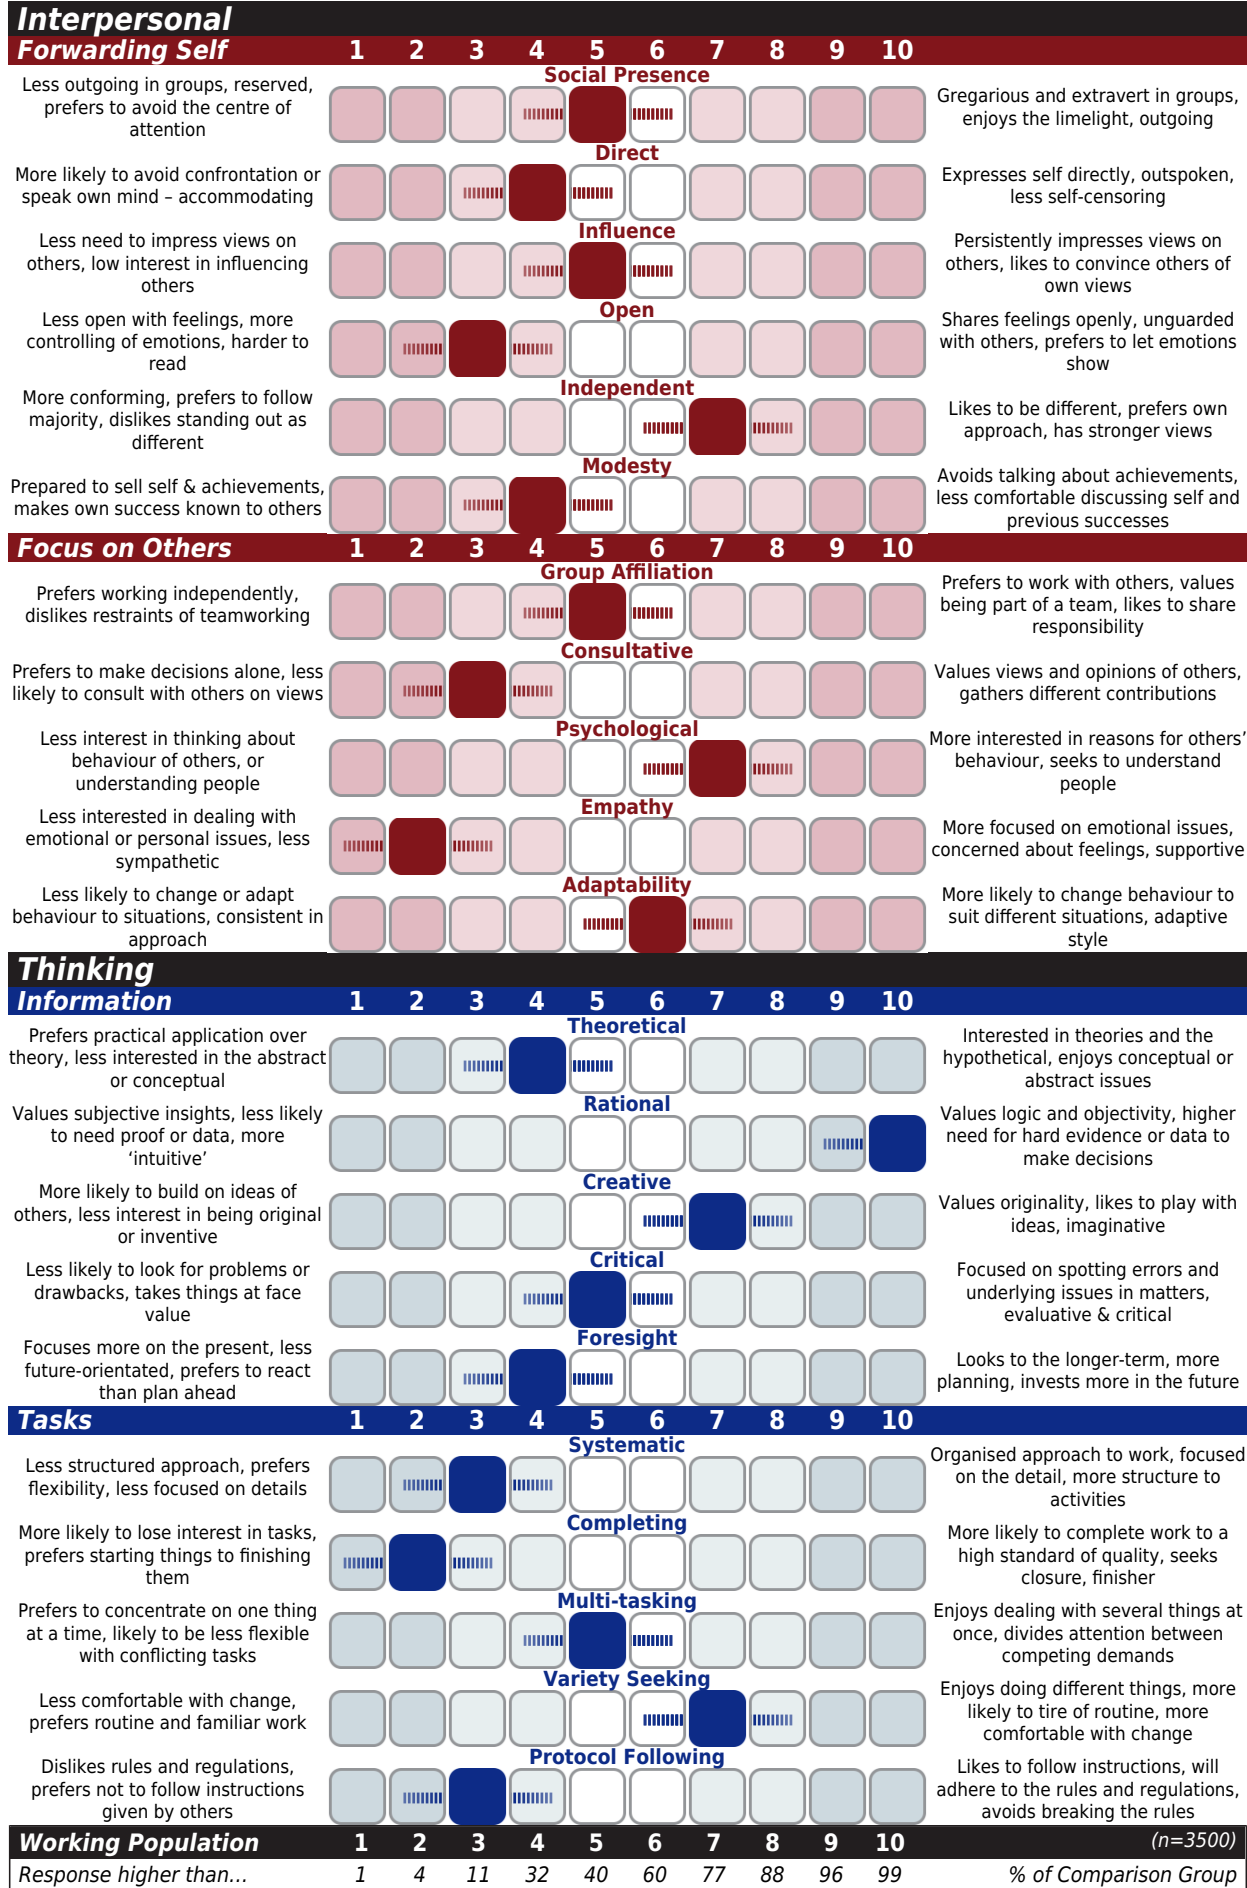 Interpersonal
Forwarding Self 1 2 3 4 5 6 7 8 9 10
Social Presence
Less outgoing in groups, reserved,
prefers to avoid the centre of
attention
Gregarious and extravert in groups,
enjoys the limelight, outgoing
Direct
More likely to avoid confrontation or
speak own mind – accommodating
Expresses self directly, outspoken,
less self-censoring
Influence
Less need to impress views on
others, low interest in influencing
others
Persistently impresses views on
others, likes to convince others of
own views
Open
Less open with feelings, more
controlling of emotions, harder to
read
Shares feelings openly, unguarded
with others, prefers to let emotions
show
Independent
More conforming, prefers to follow
majority, dislikes standing out as
different
Likes to be different, prefers own
approach, has stronger views
Modesty
Prepared to sell self & achievements,
makes own success known to others
Avoids talking about achievements,
less comfortable discussing self and
previous successes
Focus on Others 1 2 3 4 5 6 7 8 9 10
Group Affiliation
Prefers working independently,
dislikes restraints of teamworking
Prefers to work with others, values
being part of a team, likes to share
responsibility
Consultative
Prefers to make decisions alone, less
likely to consult with others on views
Values views and opinions of others,
gathers different contributions
Psychological
Less interest in thinking about
behaviour of others, or
understanding people
More interested in reasons for others’
behaviour, seeks to understand
people
Empathy
Less interested in dealing with
emotional or personal issues, less
sympathetic
More focused on emotional issues,
concerned about feelings, supportive
Adaptability
Less likely to change or adapt
behaviour to situations, consistent in
approach
More likely to change behaviour to
suit different situations, adaptive
style
Thinking
Information 1 2 3 4 5 6 7 8 9 10
Theoretical
Prefers practical application over
theory, less interested in the abstract
or conceptual
Interested in theories and the
hypothetical, enjoys conceptual or
abstract issues
Rational
Values subjective insights, less likely
to need proof or data, more
‘intuitive’
Values logic and objectivity, higher
need for hard evidence or data to
make decisions
Creative
More likely to build on ideas of
others, less interest in being original
or inventive
Values originality, likes to play with
ideas, imaginative
Critical
Less likely to look for problems or
drawbacks, takes things at face
value
Focused on spotting errors and
underlying issues in matters,
evaluative & critical
Foresight
Focuses more on the present, less
future-orientated, prefers to react
than plan ahead
Looks to the longer-term, more
planning, invests more in the future
Tasks 1 2 3 4 5 6 7 8 9 10
Systematic
Less structured approach, prefers
flexibility, less focused on details
Organised approach to work, focused
on the detail, more structure to
activities
Completing
More likely to lose interest in tasks,
prefers starting things to finishing
them
More likely to complete work to a
high standard of quality, seeks
closure, finisher
Multi-tasking
Prefers to concentrate on one thing
at a time, likely to be less flexible
with conflicting tasks
Enjoys dealing with several things at
once, divides attention between
competing demands
Variety Seeking
Less comfortable with change,
prefers routine and familiar work
Enjoys doing different things, more
likely to tire of routine, more
comfortable with change
Protocol Following
Dislikes rules and regulations,
prefers not to follow instructions
given by others
Likes to follow instructions, will
adhere to the rules and regulations,
avoids breaking the rules
Working Population 1 2 3 4 5 6 7 8 9 10 (n=3500)
Response higher than... 1 4 11 32 40 60 77 88 96 99 % of Comparison Group